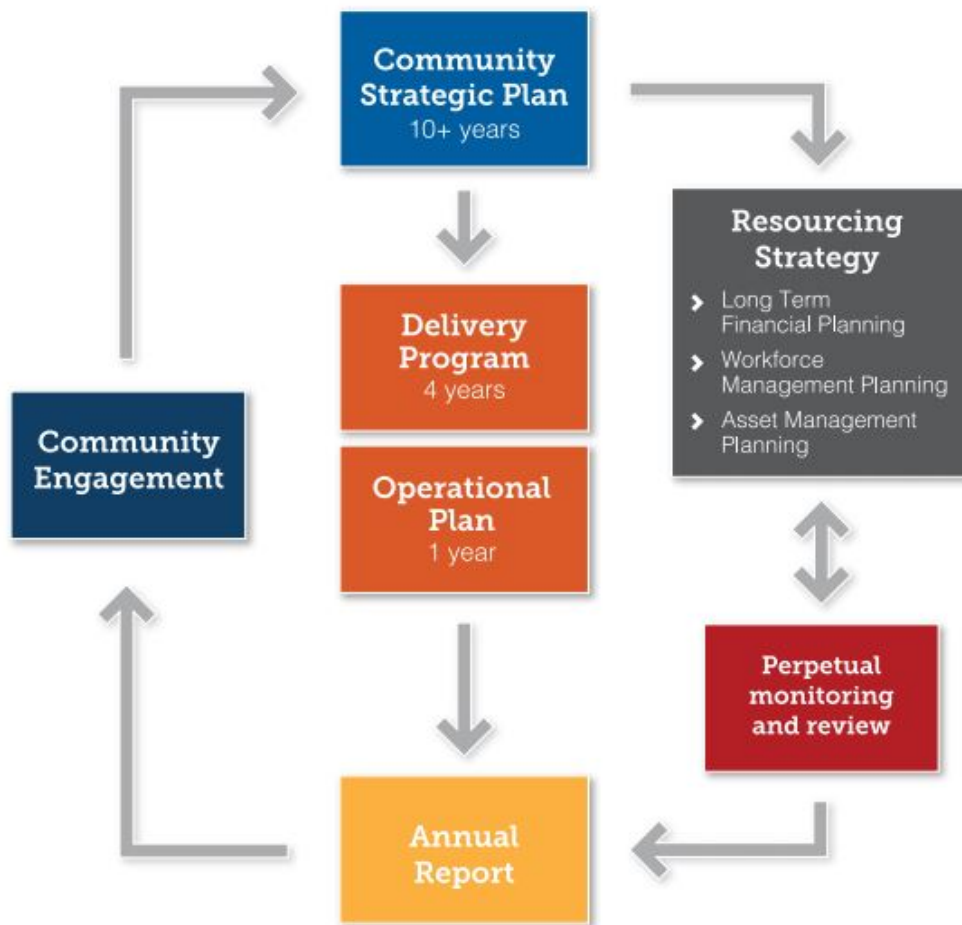 Community
Strategic Plan
10+ years
Resourcing
Strategy
Long Term
Financial Planning
Workforce
Management Planning
Asset Management
Planning
Delivery
Program
4 years
Community
Engagement
Operational
Plan
1 year
Perpetual
monitoring
and review
Annual
Report